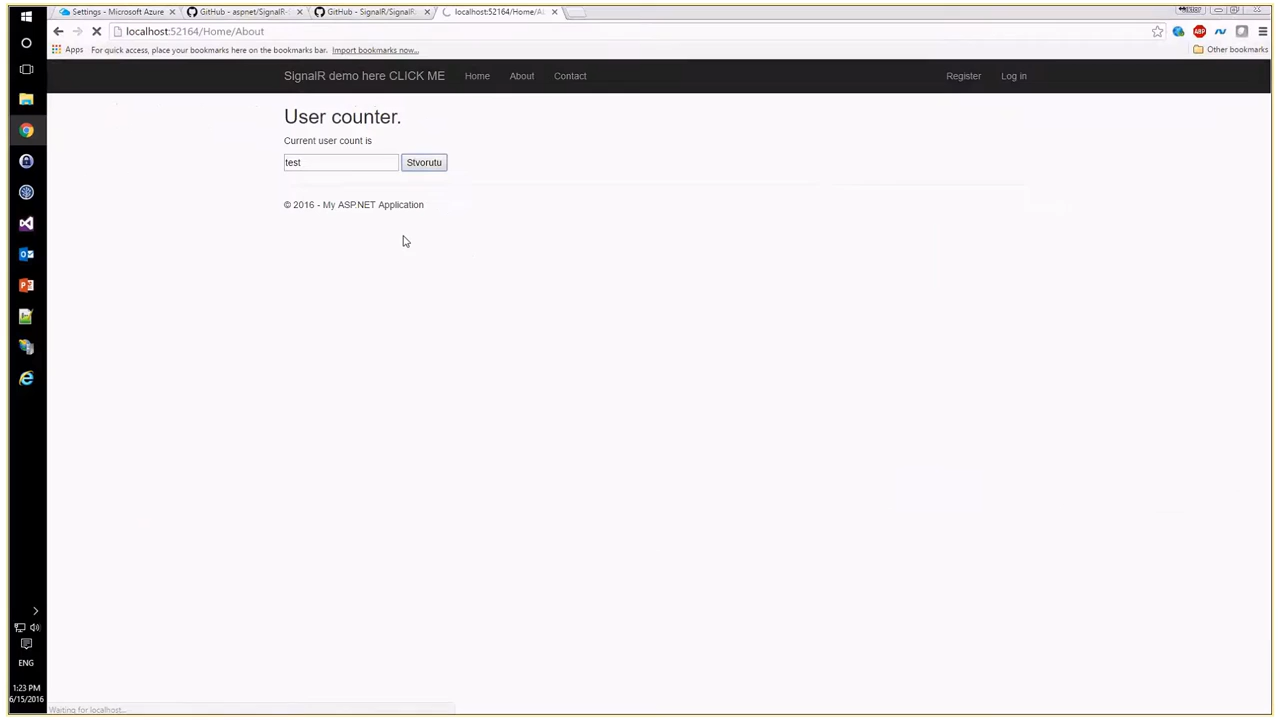 Settings - Microsoft Azure
GitHub - aspnet/SignalR-
GitHub - SignalR/SignalR
localhost:52164/Home/A
localhost:52164/Home/About
Apps For quick access, place your bookmarks here on the bookmarks bar. Import bookmarks now...
Other bookmarks
SignalR demo here CLICK ME Home About Contact Register Log in
User counter.
Current user count is
test Stvorutu
© 2016 - My ASP.NET Application
ENG
1:23 PM
6/15/2016
Waiting for localhost...